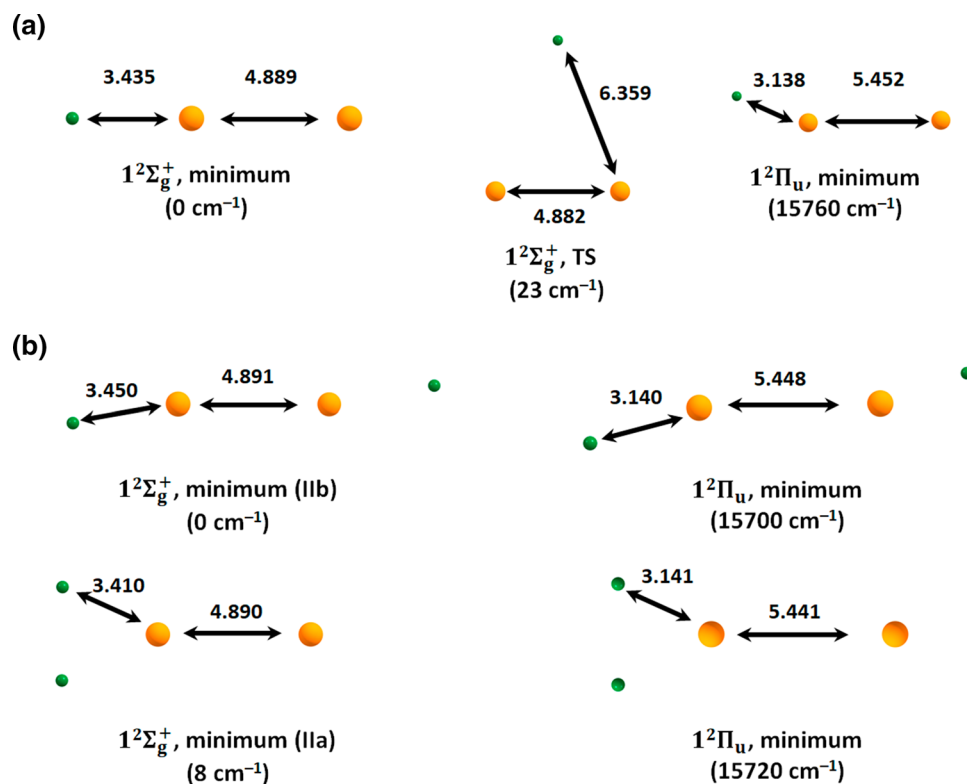 (a)
3.435 4.889
1²Σg⁺, minimum
(0 cm⁻¹)
6.359
4.882
1²Σg⁺, TS
(23 cm⁻¹)
3.138 5.452
1²Πu, minimum
(15760 cm⁻¹)
(b)
3.450 4.891
1²Σg⁺, minimum (IIb)
(0 cm⁻¹)
3.140 5.448
1²Πu, minimum
(15700 cm⁻¹)
3.410 4.890
1²Σg⁺, minimum (IIa)
(8 cm⁻¹)
3.141 5.441
1²Πu, minimum
(15720 cm⁻¹)